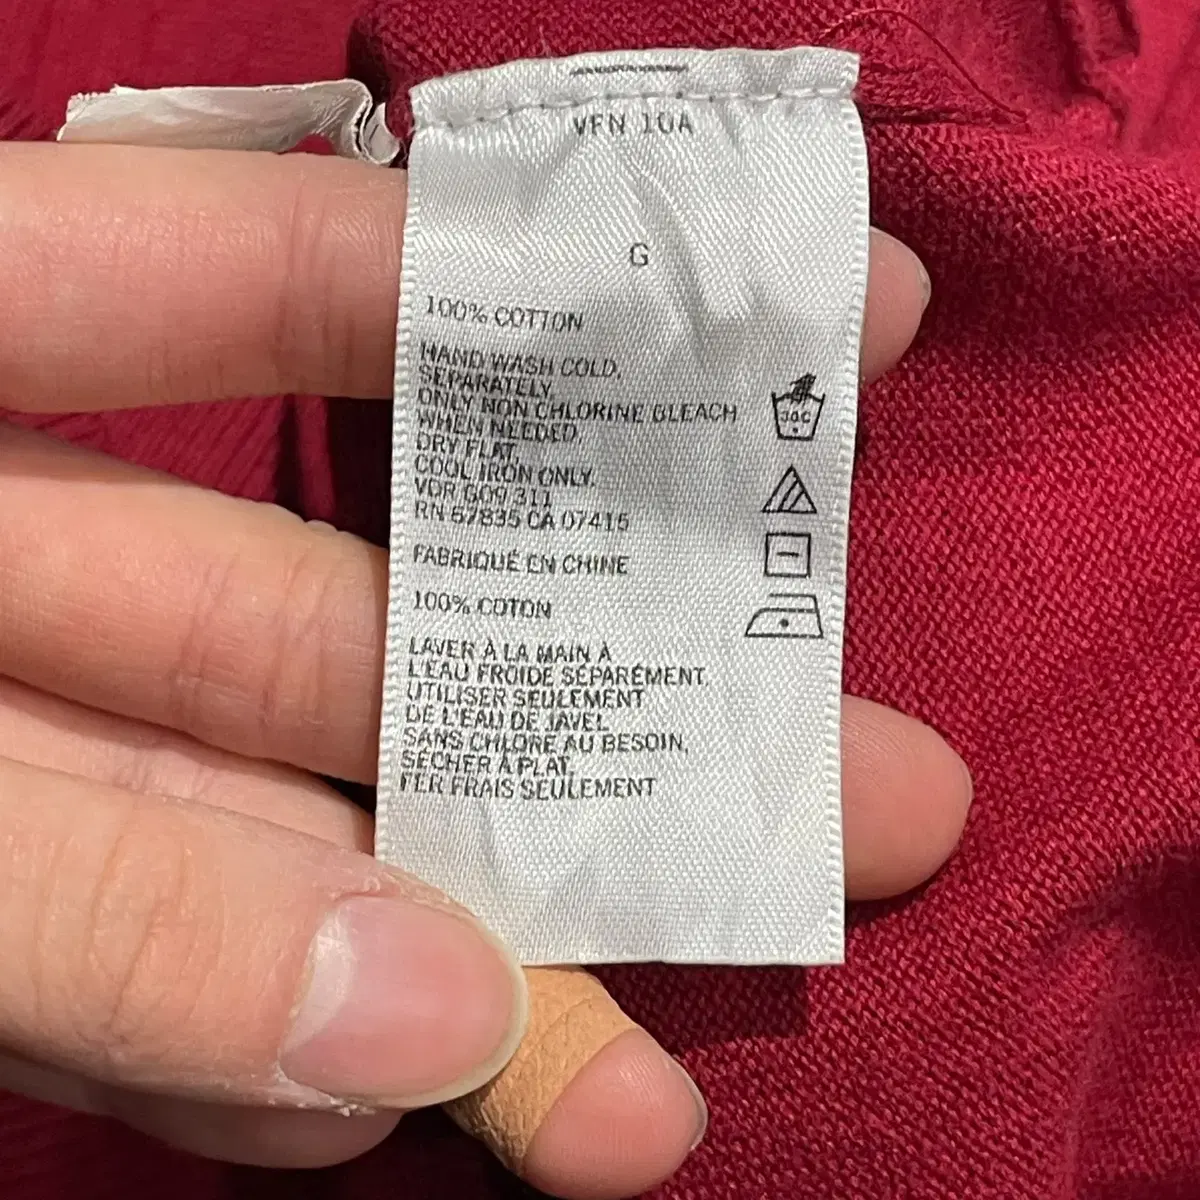 VFN 10A
G
100% COTTON
HAND WASH COLD,
SEPARATELY,
ONLY NON CHLORINE BLEACH
WHEN NEEDED,
DRY FLAT,
COOL IRON ONLY.
VDR G09 311
RN 67835 CA 07415
FABRIQUÉ EN CHINE
100% COTON
LAVER À LA MAIN À
L'EAU FROIDE SÉPARÉMENT,
UTILISER SEULEMENT
DE L'EAU DE JAVEL
SANS CHLORE AU BESOIN,
SÉCHER À PLAT,
FER FRAIS SEULEMENT